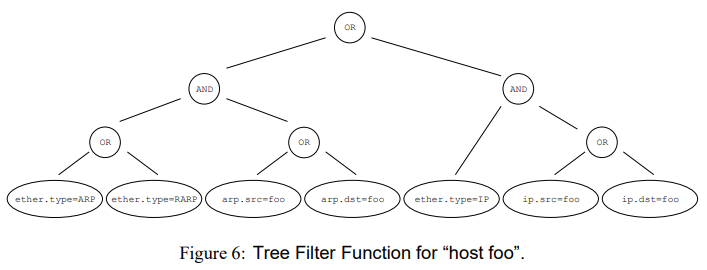 OR
AND
AND
OR
OR
OR
ether.type=ARP
ether.type=RARP
arp.src=foo
arp.dst=foo
ether.type=IP
ip.src=foo
ip.dst=foo
Figure 6: Tree Filter Function for “host foo”.